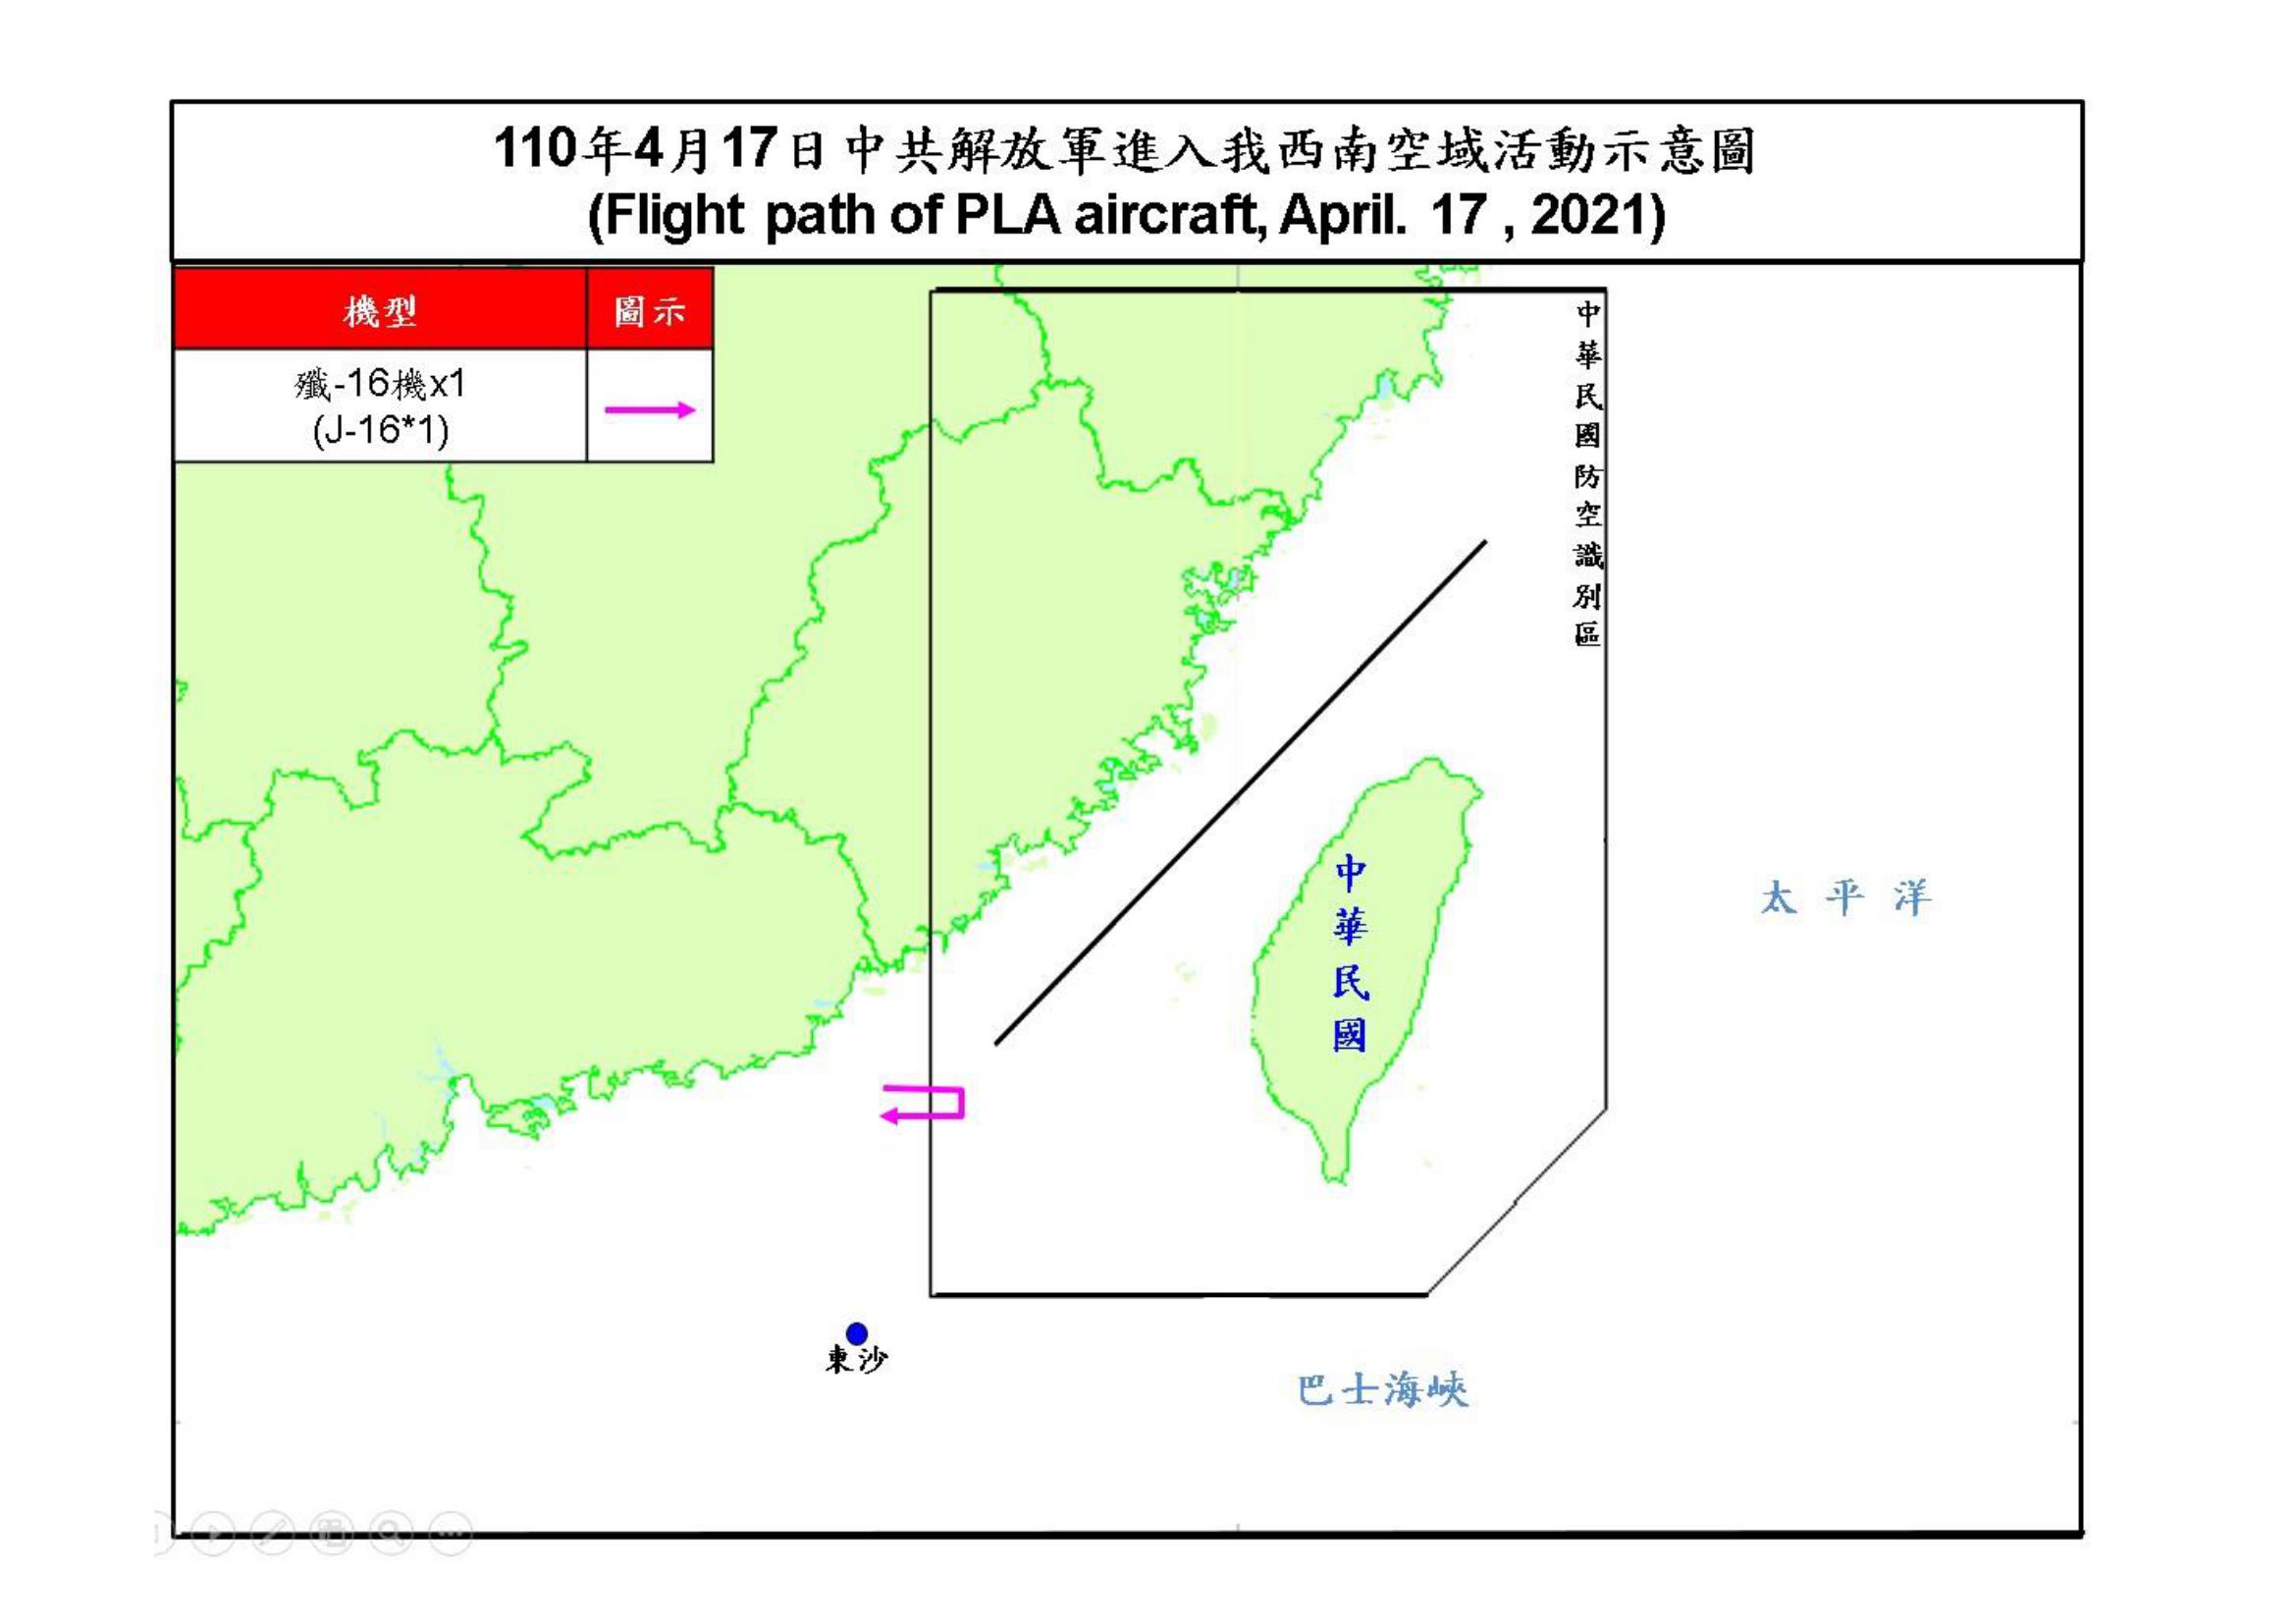 110年4月17日中共解放軍進入我西南空域活動示意圖
(Flight path of PLA aircraft, April. 17 , 2021)
機型
圖示
殲-16機x1
(J-16*1)
中華民國防空識別區
中華民國
太平洋
東沙
巴士海峽